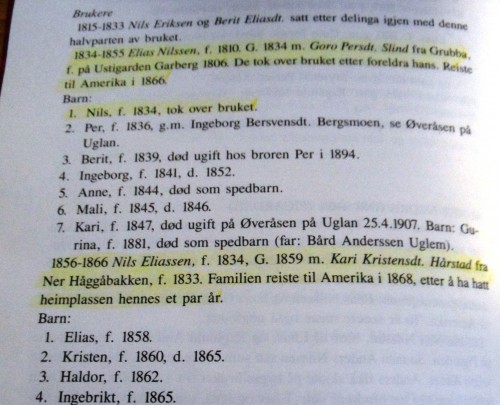 Brukere
1815-1833 Nils Eriksen og Berit Eliasdt. satt etter delinga igjen med denne
halvparten av bruket.
1834-1855 Elias Nilssen, f. 1810. G. 1834 m. Goro Persdt. Slind fra Grubba,
f. på Ustigarden Garberg 1806. De tok over bruket etter foreldra hans. Reiste
til Amerika i 1866.
Barn:
1. Nils, f. 1834, tok over bruket.
2. Per, f. 1836, g.m. Ingeborg Bersvensdt. Bergsmoen, se Øveråsen på
Uglan.
3. Berit, f. 1839, død ugift hos broren Per i 1894.
4. Ingeborg, f. 1841, d. 1852.
5. Anne, f. 1844, død som spedbarn.
6. Mali, f. 1845, d. 1846.
7. Kari, f. 1847, død ugift på Øveråsen på Uglan 25.4.1907. Barn: Gu-
rina, f. 1881, død som spedbarn (far: Bård Anderssen Uglem).
1856-1866 Nils Eliassen, f. 1834, G. 1859 m. Kari Kristensdt. Hårstad fra
Ner Håggåbakken, f. 1833. Familien reiste til Amerika i 1868, etter å ha hatt
heimplassen hennes et par år.
Barn:
1. Elias, f. 1858.
2. Kristen, f. 1860, d. 1865.
3. Haldor, f. 1862.
4. Ingebrikt, f. 1865.